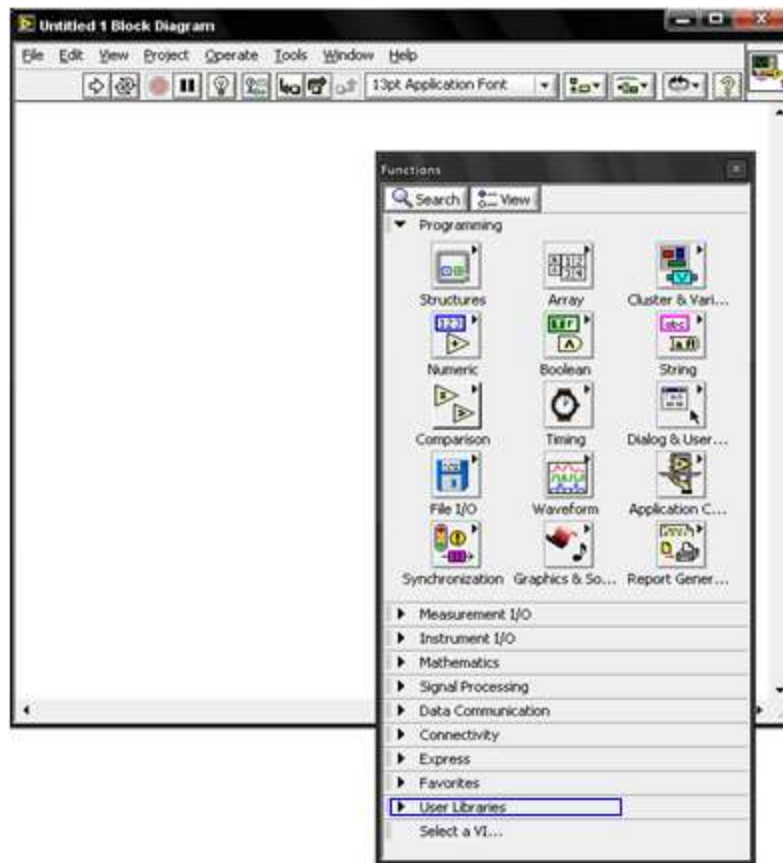 Untitled 1 Block Diagram
File Edit View Project Operate Tools Window Help
13pt Application Font
Functions
Search View
Programming
Structures Array Cluster & Vari...
Numeric Boolean String
Comparison Timing Dialog & User...
File I/O Waveform Application C...
Synchronization Graphics & So... Report Gener...
Measurement I/O
Instrument I/O
Mathematics
Signal Processing
Data Communication
Connectivity
Express
Favorites
User Libraries
Select a VI...